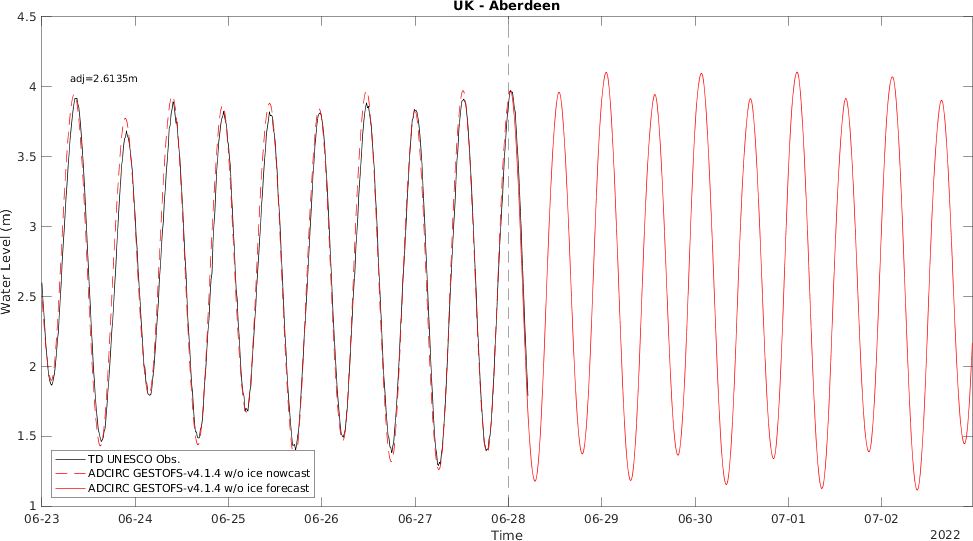 UK - Aberdeen
4.5
adj=2.6135m
4
3.5
3
2.5
2
1.5
1
Water Level (m)
TD UNESCO Obs.
ADCIRC GESTOFS-v4.1.4 w/o ice nowcast
ADCIRC GESTOFS-v4.1.4 w/o ice forecast
06-23 06-24 06-25 06-26 06-27 06-28 06-29 06-30 07-01 07-02
Time
2022